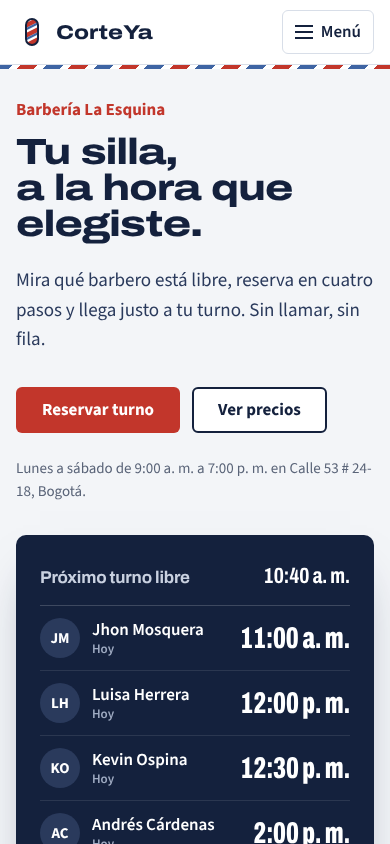 CorteYa
Menú
Barbería La Esquina
Tu silla,
a la hora que
elegiste.
Mira qué barbero está libre, reserva en cuatro
pasos y llega justo a tu turno. Sin llamar, sin
fila.
Reservar turno
Ver precios
Lunes a sábado de 9:00 a. m. a 7:00 p. m. en Calle 53 # 24-
18, Bogotá.
Próximo turno libre
10:40 a. m.
JM
Jhon Mosquera
Hoy
11:00 a. m.
LH
Luisa Herrera
Hoy
12:00 p. m.
KO
Kevin Ospina
Hoy
12:30 p. m.
AC
Andrés Cárdenas
Hoy
2:00 p. m.